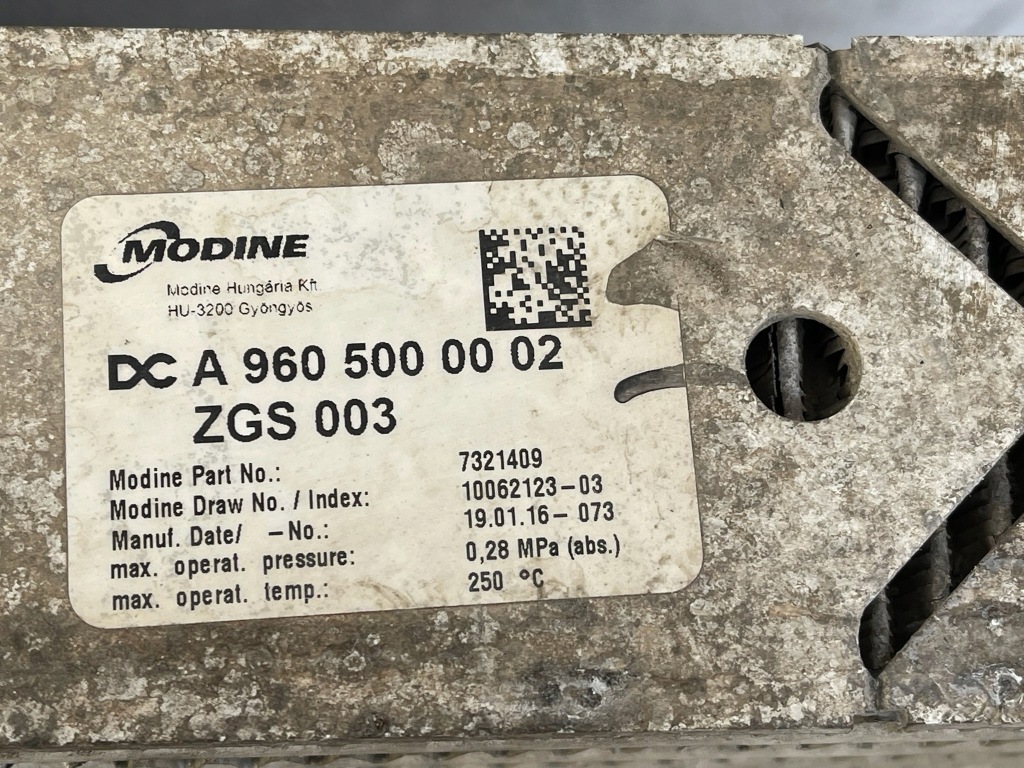 MODINE
Modine Hungária Kft.
HU-3200 Gyöngyös
DC A 960 500 00 02
ZGS 003
Modine Part No.: 7321409
Modine Draw No. / Index: 10062123-03
Manuf. Date/ -No.: 19.01.16- 073
max. operat. pressure: 0,28 MPa (abs.)
max. operat. temp.: 250 °C